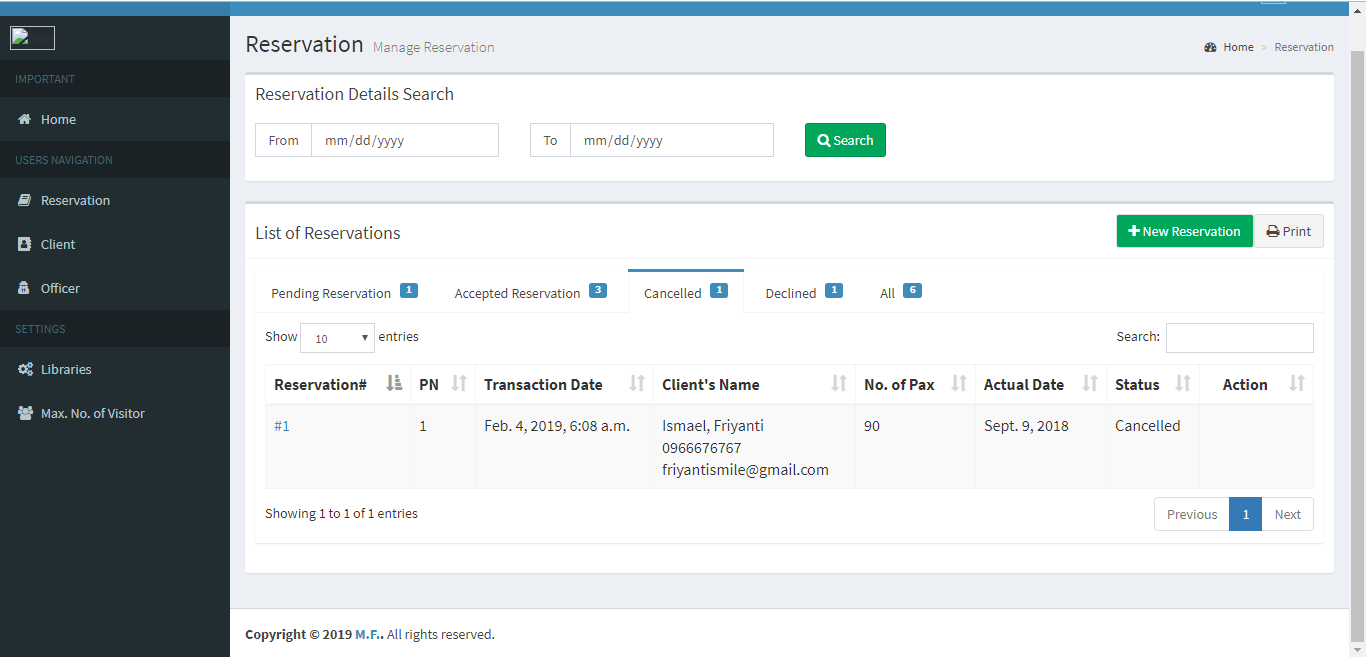 Reservation Manage Reservation
Home > Reservation
IMPORTANT
Home
USERS NAVIGATION
Reservation
Client
Officer
SETTINGS
Libraries
Max. No. of Visitor
Reservation Details Search
From mm/dd/yyyy To mm/dd/yyyy Search
List of Reservations
New Reservation Print
Pending Reservation 1 Accepted Reservation 3 Cancelled 1 Declined 1 All 6
Show 10 entries Search:
Reservation# PN Transaction Date Client's Name No. of Pax Actual Date Status Action
#1 1 Feb. 4, 2019, 6:08 a.m. Ismael, Friyanti 90 Sept. 9, 2018 Cancelled
0966676767
friyantismile@gmail.com
Showing 1 to 1 of 1 entries Previous 1 Next
Copyright © 2019 M.F.. All rights reserved.